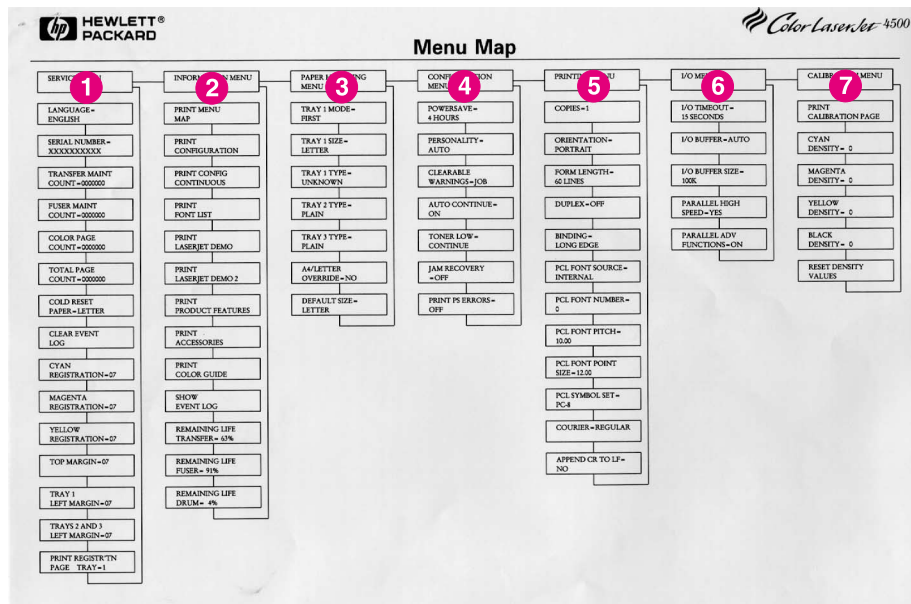 hp HEWLETT®
PACKARD
Color LaserJet 4500
Menu Map
1
SERVICE
LANGUAGE=
ENGLISH
SERIAL NUMBER=
XXXXXXXXXX
TRANSFER MAINT
COUNT=0000000
FUSER MAINT
COUNT=0000000
COLOR PAGE
COUNT=0000000
TOTAL PAGE
COUNT=0000000
COLD RESET
PAPER=LETTER
CLEAR EVENT
LOG
CYAN
REGISTRATION=07
MAGENTA
REGISTRATION=07
YELLOW
REGISTRATION=07
TOP MARGIN=07
TRAY 1
LEFT MARGIN=07
TRAYS 2 AND 3
LEFT MARGIN=07
PRINT REGISTR'TN
PAGE TRAY=1
2
INFORMATION MENU
PRINT MENU
MAP
PRINT
CONFIGURATION
PRINT CONFIG
CONTINUOUS
PRINT
FONT LIST
PRINT
LASERJET DEMO
PRINT
LASERJET DEMO 2
PRINT
PRODUCT FEATURES
PRINT
ACCESSORIES
PRINT
COLOR GUIDE
SHOW
EVENT LOG
REMAINING LIFE
TRANSFER= 63%
REMAINING LIFE
FUSER= 91%
REMAINING LIFE
DRUM= 4%
3
PAPER HANDLING
MENU
TRAY 1 MODE=
FIRST
TRAY 1 SIZE=
LETTER
TRAY 1 TYPE=
UNKNOWN
TRAY 2 TYPE=
PLAIN
TRAY 3 TYPE=
PLAIN
A4/LETTER
OVERRIDE=NO
DEFAULT SIZE=
LETTER
4
CONFIGURATION
MENU
POWERSAVE=
4 HOURS
PERSONALITY=
AUTO
CLEARABLE
WARNINGS=JOB
AUTO CONTINUE=
ON
TONER LOW=
CONTINUE
JAM RECOVERY
=OFF
PRINT PS ERRORS=
OFF
5
PRINTING MENU
COPIES=1
ORIENTATION=
PORTRAIT
FORM LENGTH=
60 LINES
DUPLEX=OFF
BINDING=
LONG EDGE
PCL FONT SOURCE=
INTERNAL
PCL FONT NUMBER=
0
PCL FONT PITCH=
10.00
PCL FONT POINT
SIZE=12.00
PCL SYMBOL SET=
PC-8
COURIER=REGULAR
APPEND CR TO LF=
NO
6
I/O MENU
I/O TIMEOUT=
15 SECONDS
I/O BUFFER=AUTO
I/O BUFFER SIZE=
100K
PARALLEL HIGH
SPEED=YES
PARALLEL ADV
FUNCTIONS=ON
7
CALIBRATION MENU
PRINT
CALIBRATION PAGE
CYAN
DENSITY= 0
MAGENTA
DENSITY= 0
YELLOW
DENSITY= 0
BLACK
DENSITY= 0
RESET DENSITY
VALUES